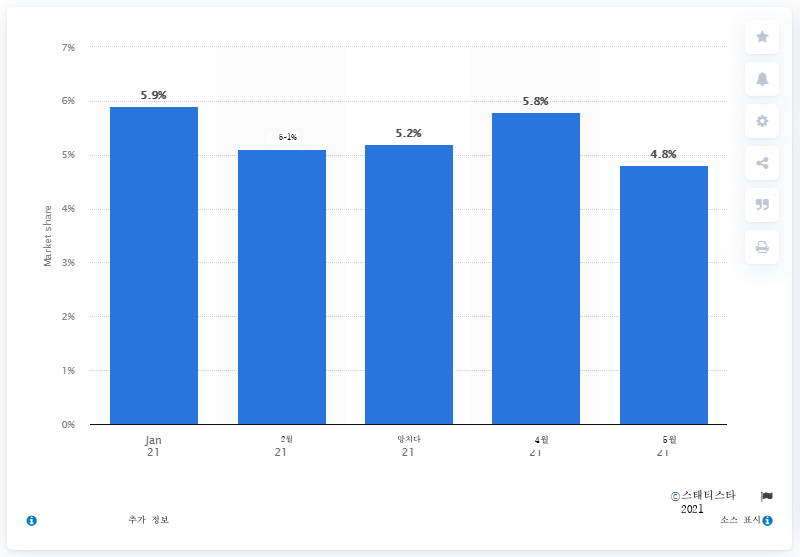 7%
6%
5%
4%
3%
2%
1%
0%
Market share
5.9%
5-1%
5.2%
5.8%
4.8%
Jan
21
2월
21
망치다
21
4월
21
5월
21
©스태티스타
2021
추가 정보
소스 표시